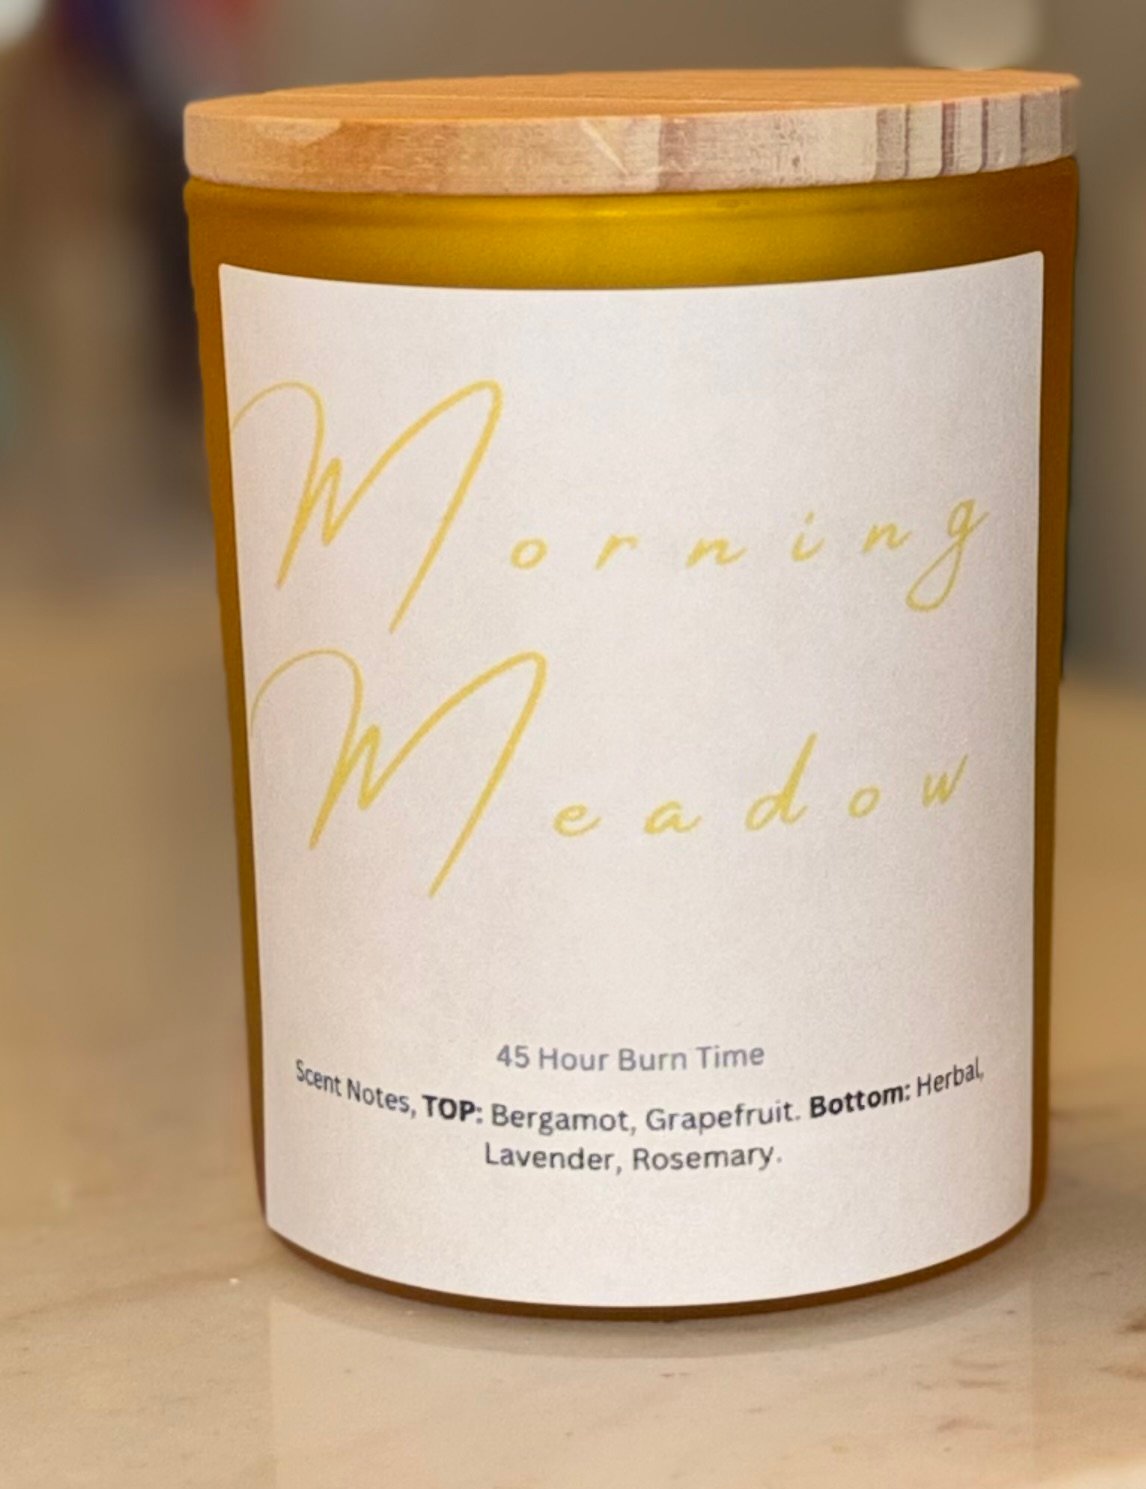 Morning
Meadow
45 Hour Burn Time
Scent Notes, TOP: Bergamot, Grapefruit. Bottom: Herbal,
Lavender, Rosemary.